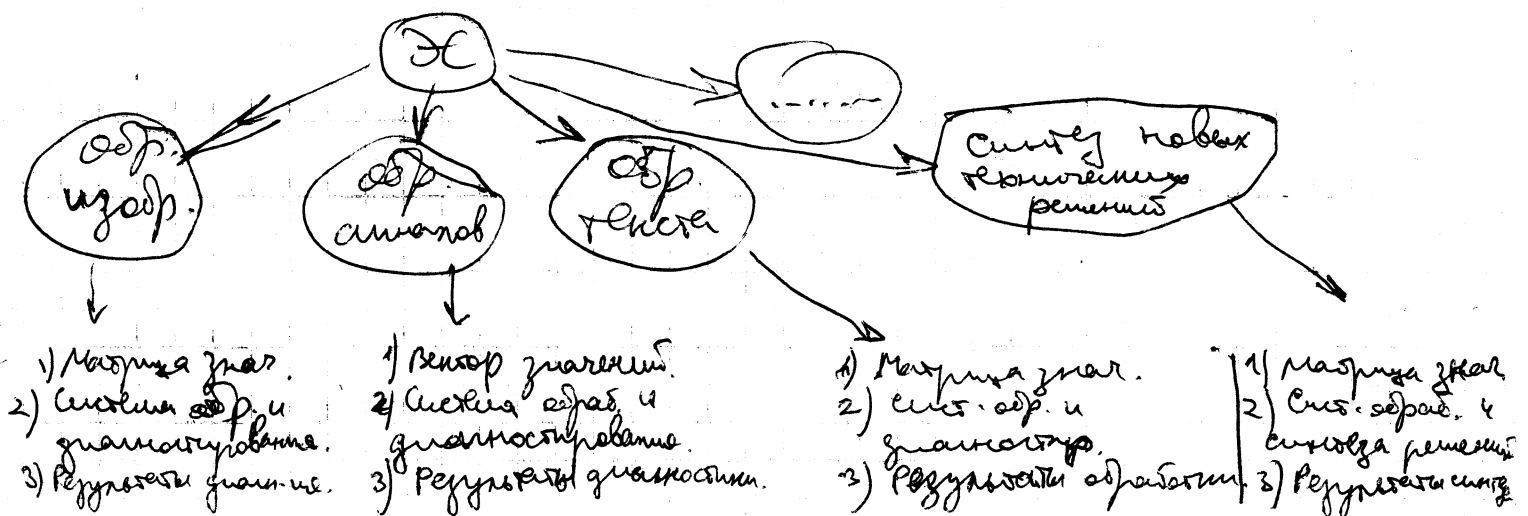 Ж
обр.
изобр.
обр.
сигналов
обр.
текста
.......
Синтез новых
технических
решений
1) Матрица знач.
2) Система обр. и
диагностирования.
3) Результаты диагн-ия.
1) Вектор значений.
2) Система обраб. и
диагностирования.
3) Результаты диагностики.
1) Матрица знач.
2) Сист. обр. и
диагностир.
3) Результаты обработки.
1) Матрица знач.
2) Сист. обраб. и
синтеза решений
3) Результаты синтеза